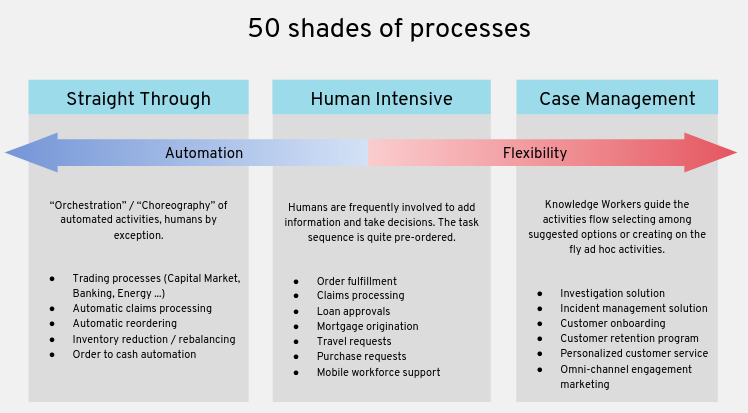 50 shades of processes
Straight Through
Human Intensive
Case Management
Automation
Flexibility
“Orchestration” / “Choreography” of
automated activities, humans by
exception.
● Trading processes (Capital Market,
Banking, Energy ...)
● Automatic claims processing
● Automatic reordering
● Inventory reduction / rebalancing
● Order to cash automation
Humans are frequently involved to add
information and take decisions. The task
sequence is quite pre-ordered.
● Order fulfillment
● Claims processing
● Loan approvals
● Mortgage origination
● Travel requests
● Purchase requests
● Mobile workforce support
Knowledge Workers guide the
activities flow selecting among
suggested options or creating on the
fly ad hoc activities.
● Investigation solution
● Incident management solution
● Customer onboarding
● Customer retention program
● Personalized customer service
● Omni-channel engagement
marketing